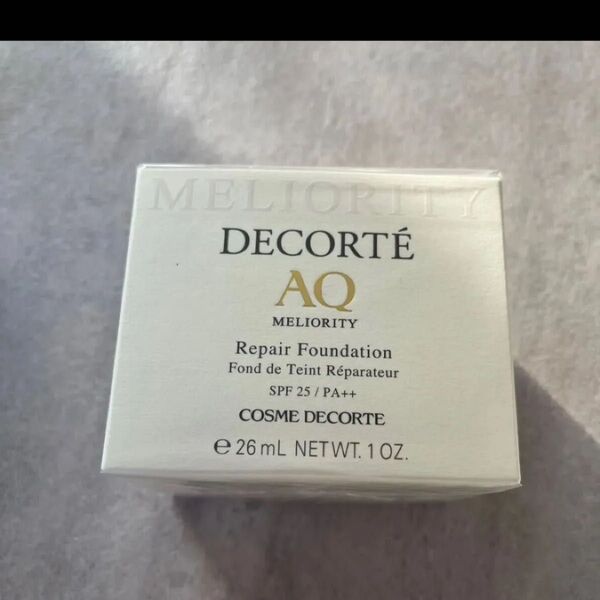 MELIORITY
DECORTÉ
AQ
MELIORITY
Repair Foundation
Fond de Teint Réparateur
SPF 25 / PA++
COSME DECORTE
℮ 26 mL NET WT. 1 OZ.